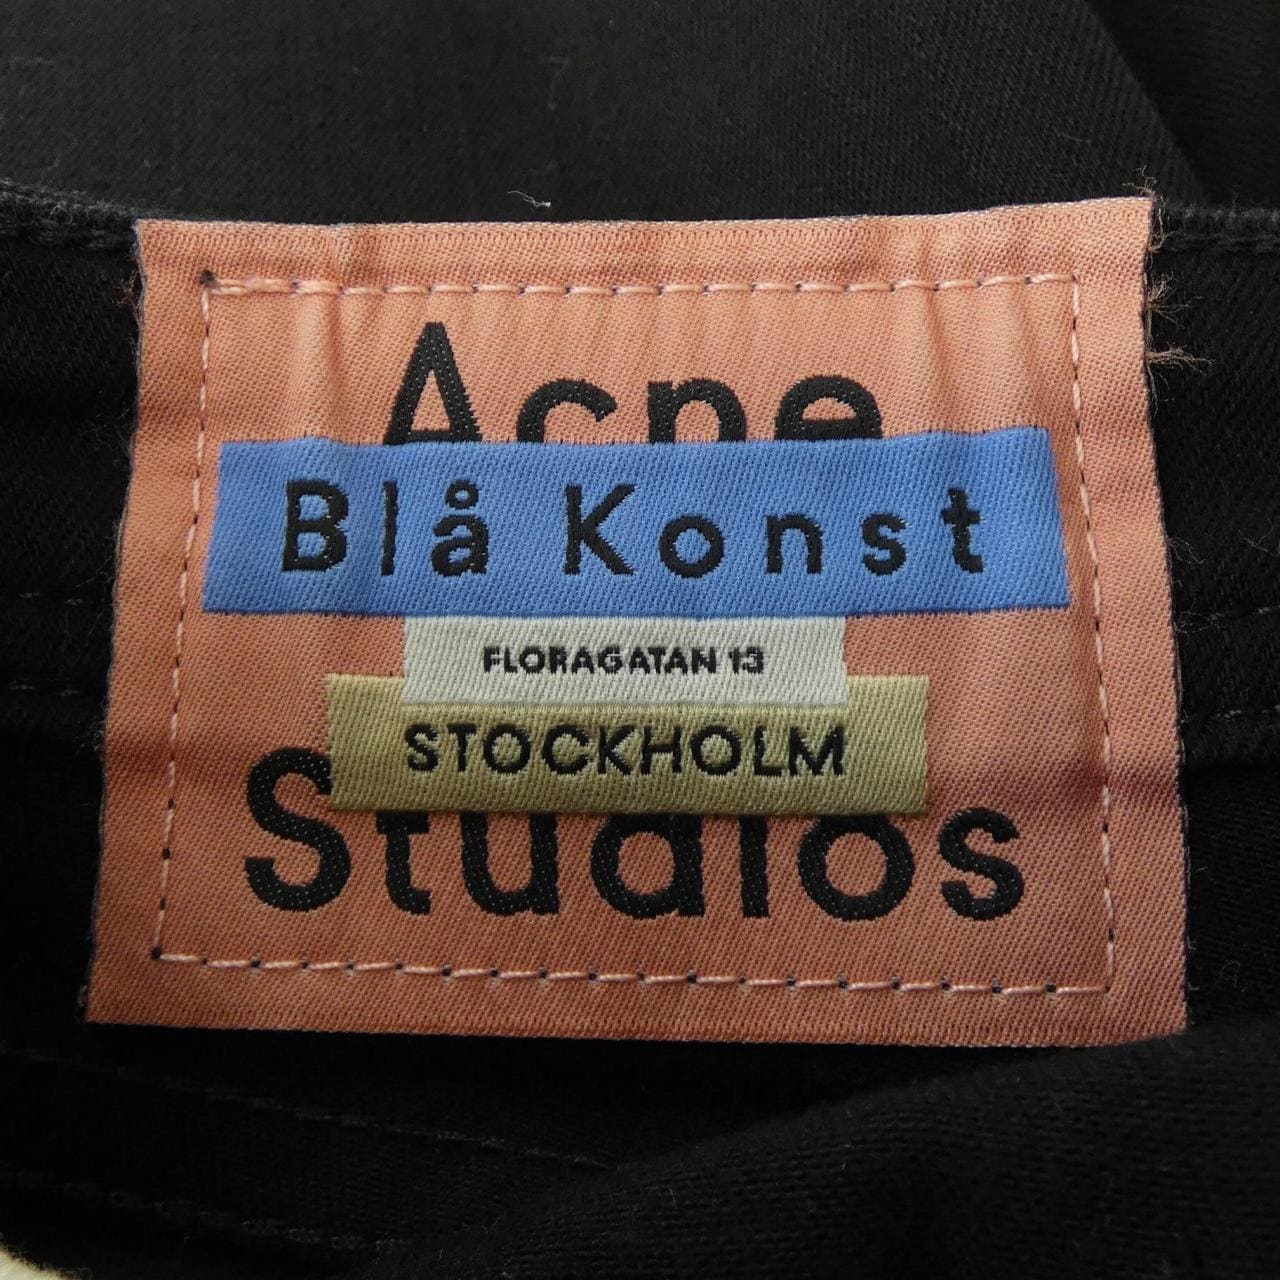 Acne
Blå Konst
FLORAGATAN 13
STOCKHOLM
Studios